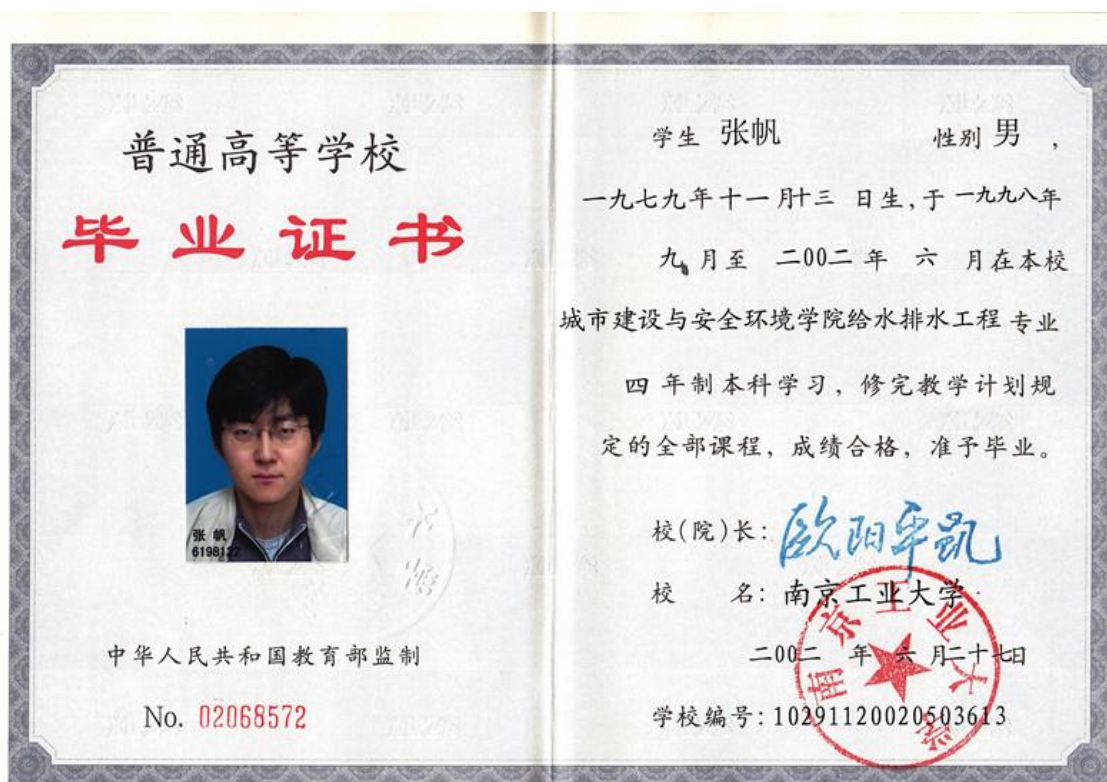 普通高等学校
毕业证书
张帆
6198122
中华人民共和国教育部监制
No. 02068572
学生 张帆 性别 男，
一九七九年十一月十三 日生，于 一九九八年
九月至 二00二年 六 月在本校
城市建设与安全环境学院给水排水工程 专业
四 年制本科学习，修完教学计划规
定的全部课程，成绩合格，准予毕业。
校(院)长：欧阳平凯
校 名：南京工业大学
二00二 年 六 月二十七日
学校编号：10291120020503613
南京工业大学